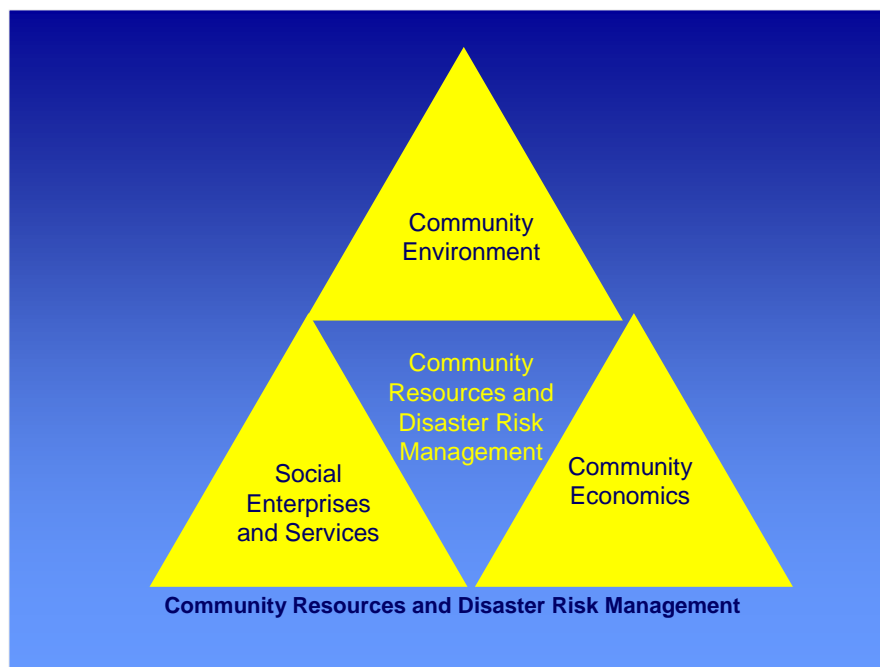 Community
Environment
Community
Resources and
Disaster Risk
Management
Social
Enterprises
and Services
Community
Economics
Community Resources and Disaster Risk Management